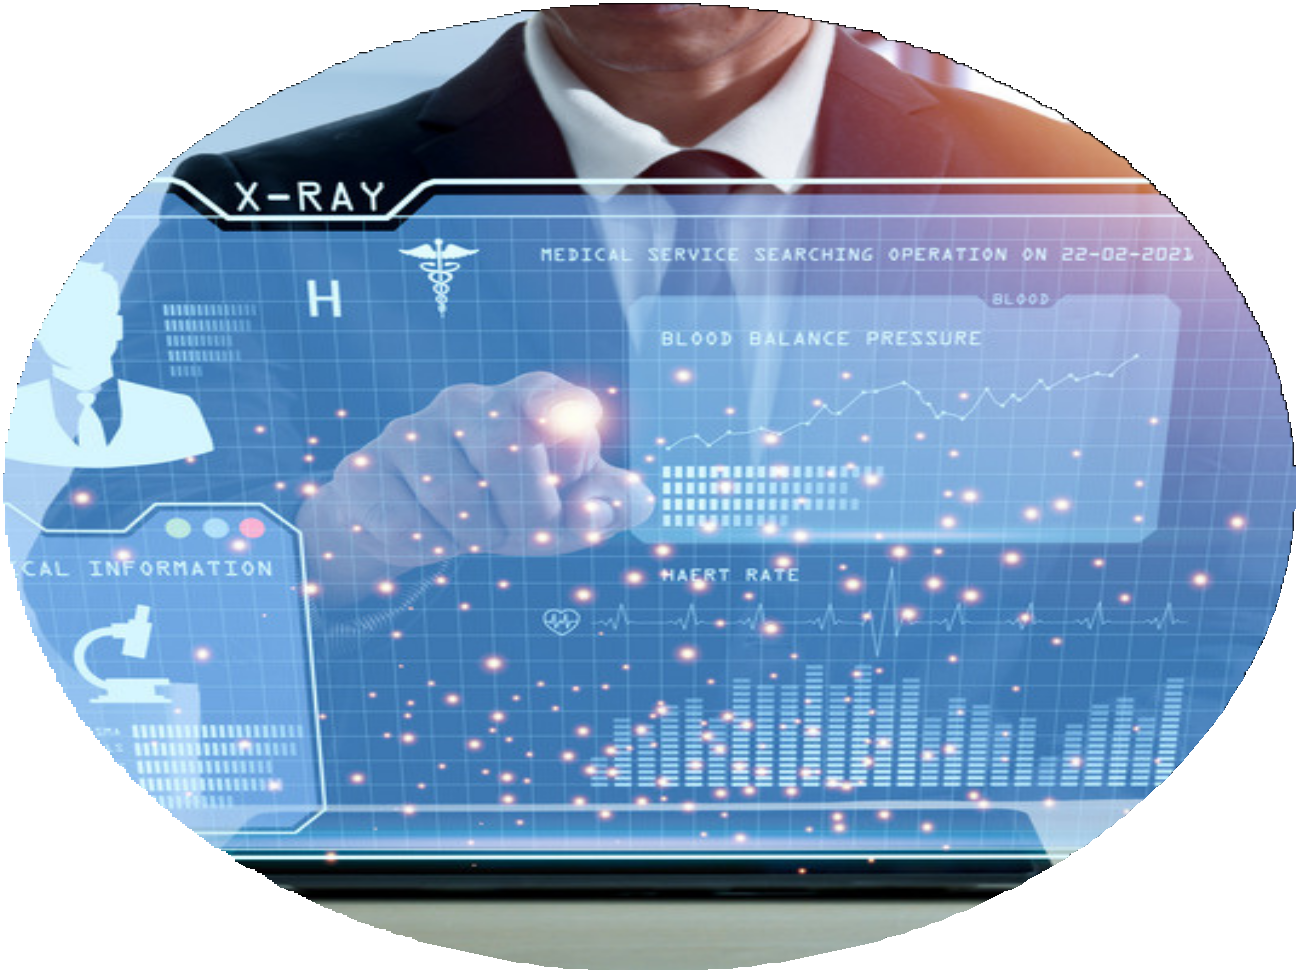 X-RAY
MEDICAL SERVICE SEARCHING OPERATION ON 22-02-2021
H
BLOOD
BLOOD BALANCE PRESSURE
CAL INFORMATION
HAERT RATE